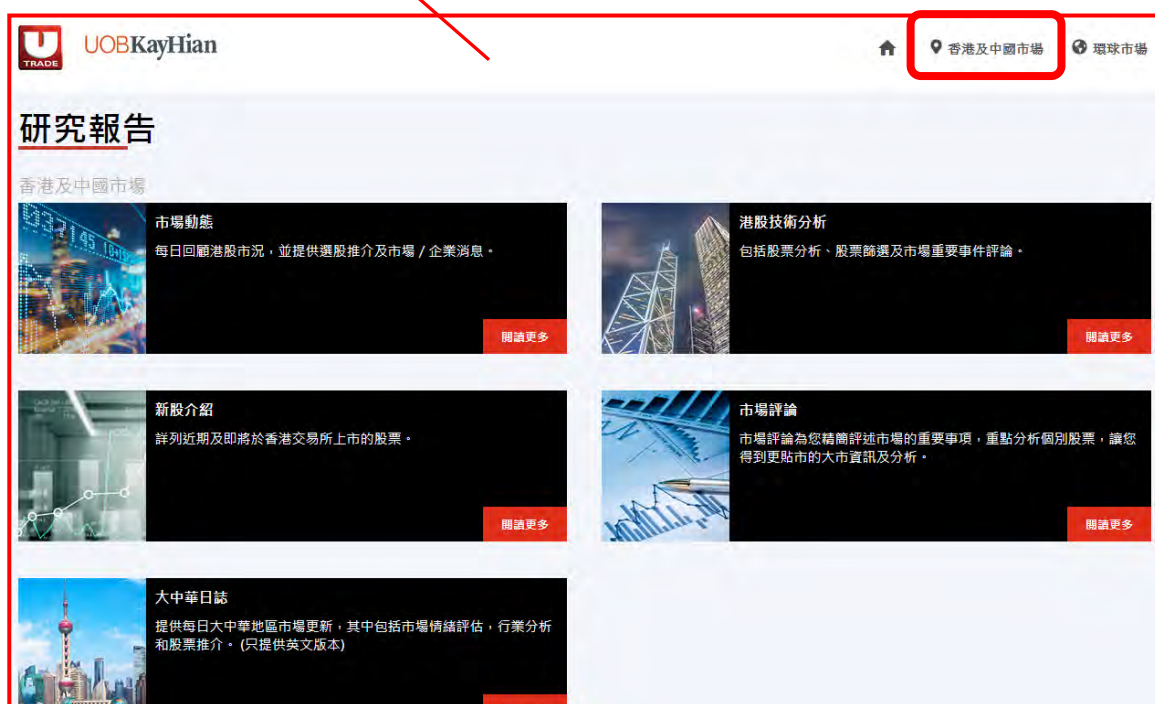 U
TRADE
UOBKayHian
香港及中國市場
環球市場
研究報告
香港及中國市場
市場動態
每日回顧港股市況,並提供選股推介及市場 / 企業消息。
閱讀更多
港股技術分析
包括股票分析、股票篩選及市場重要事件評論。
閱讀更多
新股介紹
詳列近期及即將於香港交易所上市的股票。
閱讀更多
市場評論
市場評論為您精簡評述市場的重要事項,重點分析個別股票,讓您
得到更貼市的大市資訊及分析。
閱讀更多
大中華日誌
提供每日大中華地區市場更新,其中包括市場情緒評估,行業分析
和股票推介。(只提供英文版本)